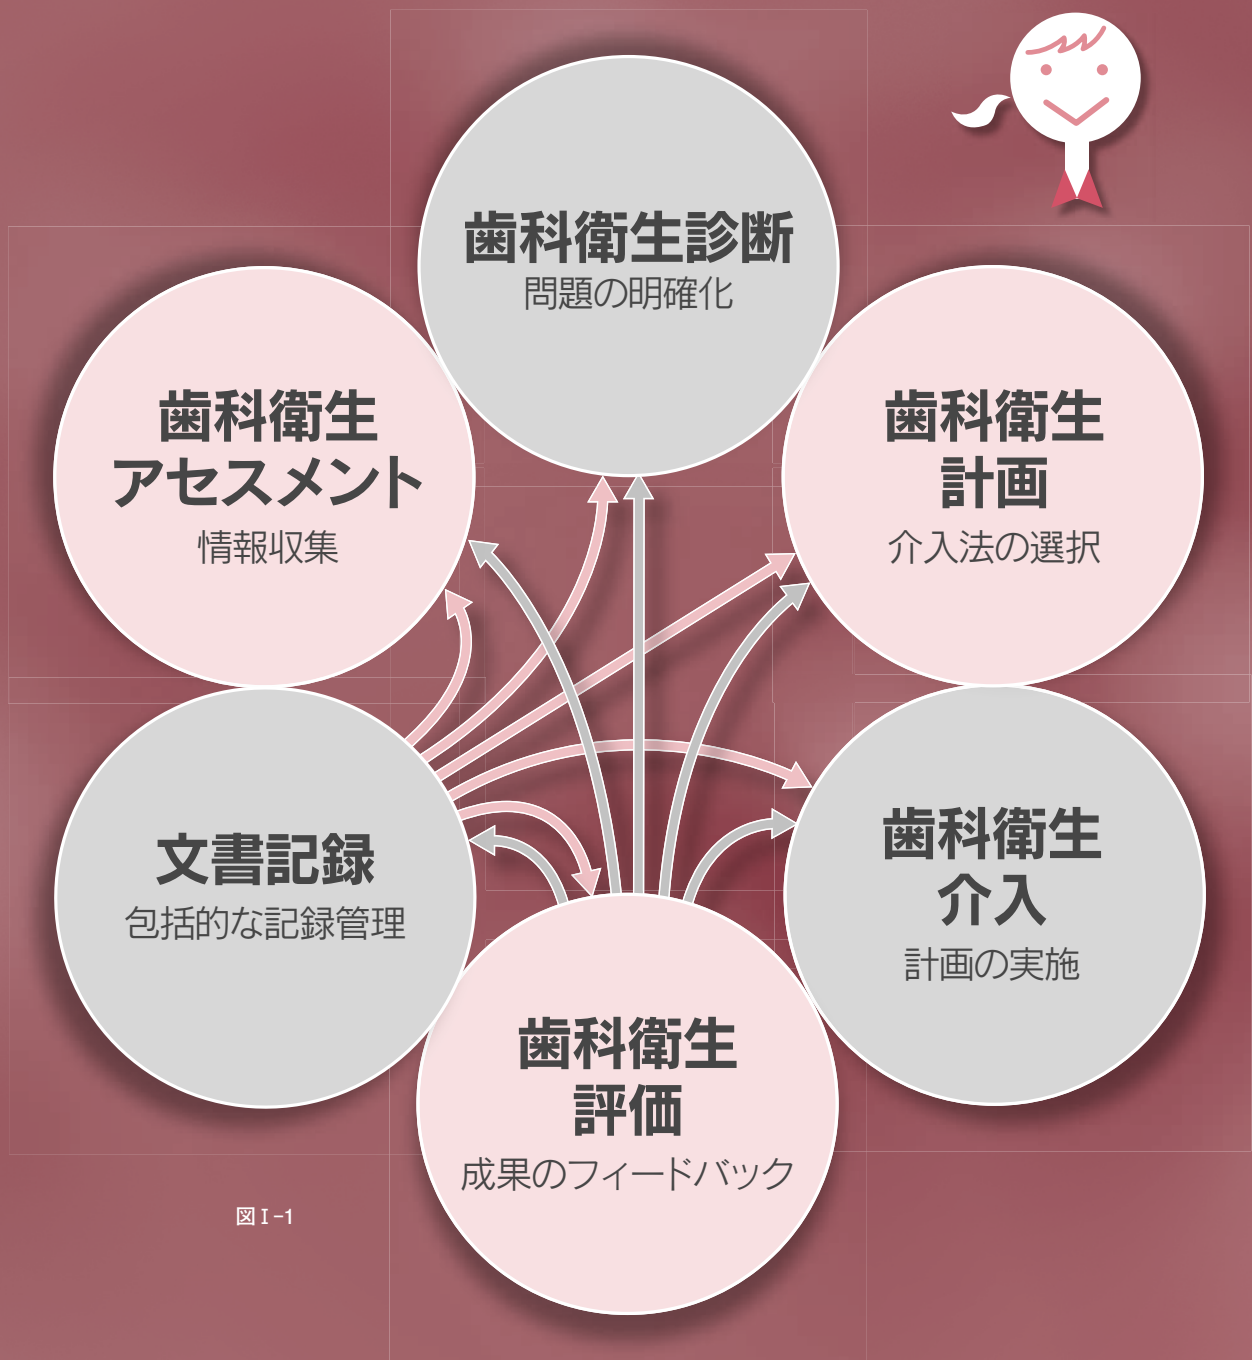 歯科衛生診断
問題の明確化
歯科衛生
アセスメント
情報収集
歯科衛生
計画
介入法の選択
文書記録
包括的な記録管理
歯科衛生
介入
計画の実施
歯科衛生
評価
成果のフィードバック
図Ⅰ-1